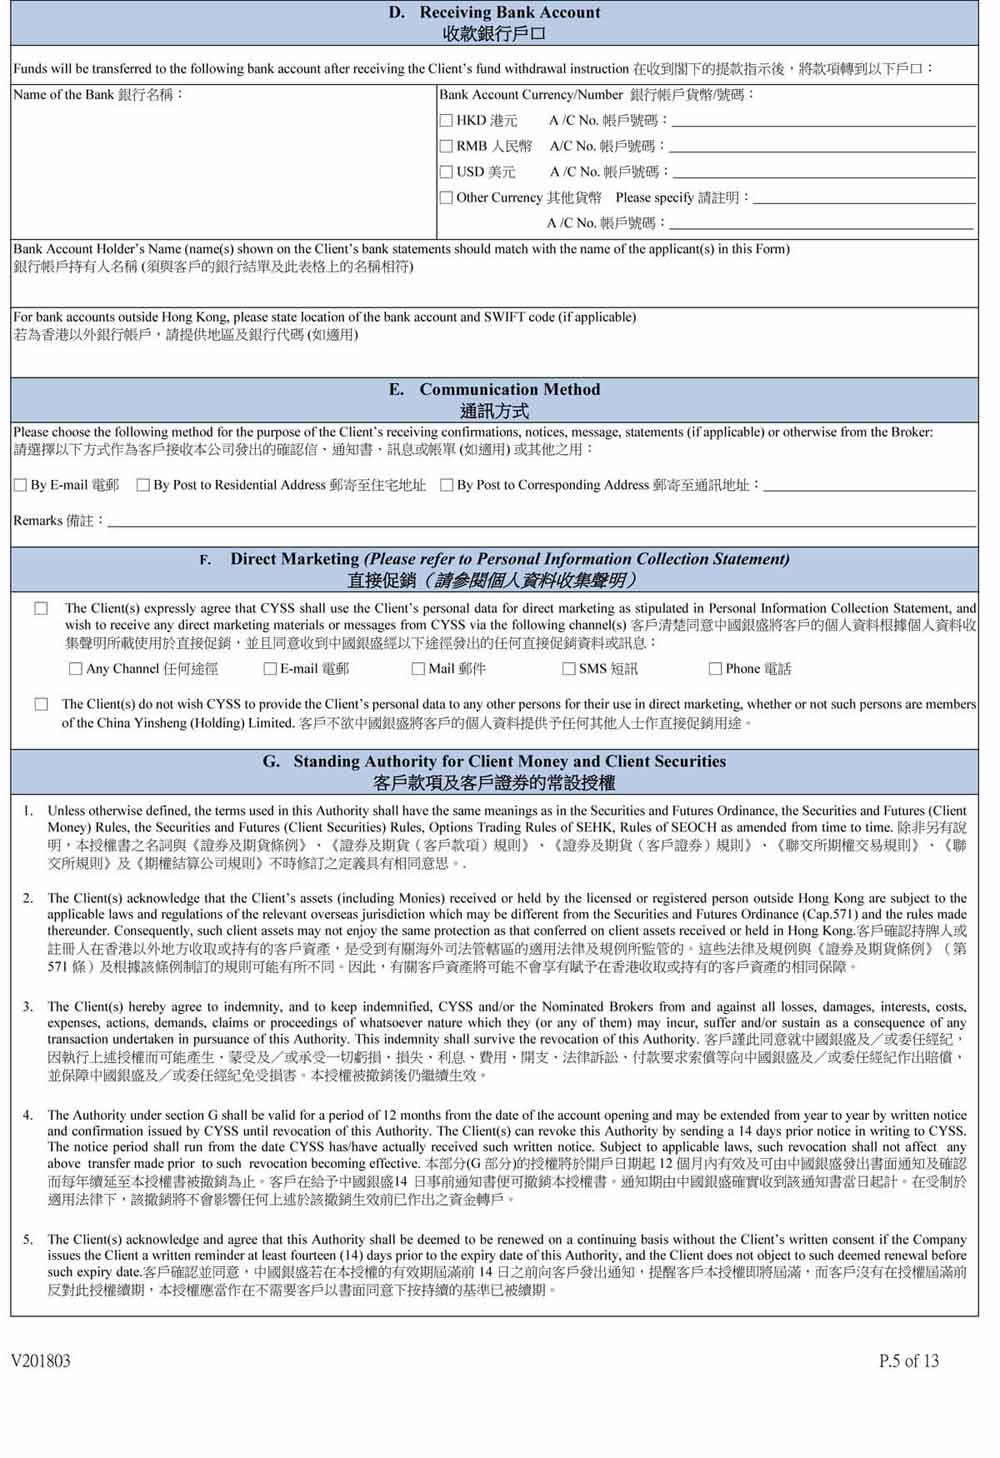 D. Receiving Bank Account
收款銀行戶口
Funds will be transferred to the following bank account after receiving the Client's fund withdrawal instruction 在收到閣下的提款指示後，將款項轉到以下戶口：
Name of the Bank 銀行名稱：
Bank Account Currency/Number 銀行帳戶貨幣/號碼：
□ HKD 港元 A /C No. 帳戶號碼：
□ RMB 人民幣 A/C No. 帳戶號碼：
□ USD 美元 A /C No. 帳戶號碼：
□ Other Currency 其他貨幣 Please specify 請註明：
A /C No. 帳戶號碼：
Bank Account Holder's Name (name(s) shown on the Client's bank statements should match with the name of the applicant(s) in this Form)
銀行帳戶持有人名稱 (須與客戶的銀行結單及此表格上的名稱相符)
For bank accounts outside Hong Kong, please state location of the bank account and SWIFT code (if applicable)
若為香港以外銀行帳戶，請提供地區及銀行代碼 (如適用)
E. Communication Method
通訊方式
Please choose the following method for the purpose of the Client's receiving confirmations, notices, message, statements (if applicable) or otherwise from the Broker:
請選擇以下方式作為客戶接收本公司發出的確認信、通知書、訊息或帳單 (如適用) 或其他之用：
□ By E-mail 電郵 □ By Post to Residential Address 郵寄至住宅地址 □ By Post to Corresponding Address 郵寄至通訊地址：
Remarks 備註：
F. Direct Marketing (Please refer to Personal Information Collection Statement)
直接促銷（請參閱個人資料收集聲明）
□ The Client(s) expressly agree that CYSS shall use the Client's personal data for direct marketing as stipulated in Personal Information Collection Statement, and
wish to receive any direct marketing materials or messages from CYSS via the following channel(s) 客戶清楚同意中國銀盛將客戶的個人資料根據個人資料收
集聲明所載使用於直接促銷，並且同意收到中國銀盛經以下途徑發出的任何直接促銷資料或訊息：
□ Any Channel 任何途徑 □ E-mail 電郵 □ Mail 郵件 □ SMS 短訊 □ Phone 電話
□ The Client(s) do not wish CYSS to provide the Client's personal data to any other persons for their use in direct marketing, whether or not such persons are members
of the China Yinsheng (Holding) Limited. 客戶不欲中國銀盛將客戶的個人資料提供予任何其他人士作直接促銷用途。
G. Standing Authority for Client Money and Client Securities
客戶款項及客戶證券的常設授權
1. Unless otherwise defined, the terms used in this Authority shall have the same meanings as in the Securities and Futures Ordinance, the Securities and Futures (Client
Money) Rules, the Securities and Futures (Client Securities) Rules, Options Trading Rules of SEHK, Rules of SEOCH as amended from time to time. 除非另有說
明，本授權書之名詞與《證券及期貨條例》、《證券及期貨（客戶款項）規則》、《證券及期貨（客戶證券）規則》、《聯交所期權交易規則》、《聯
交所規則》及《期權結算公司規則》不時修訂之定義具有相同意思。.
2. The Client(s) acknowledge that the Client's assets (including Monies) received or held by the licensed or registered person outside Hong Kong are subject to the
applicable laws and regulations of the relevant overseas jurisdiction which may be different from the Securities and Futures Ordinance (Cap.571) and the rules made
thereunder. Consequently, such client assets may not enjoy the same protection as that conferred on client assets received or held in Hong Kong.客戶確認持牌人或
註冊人在香港以外地方收取或持有的客戶資產，是受到有關海外司法管轄區的適用法律及規例所監管的。這些法律及規例與《證券及期貨條例》（第
571 條）及根據該條例制訂的規則可能有所不同。因此，有關客戶資產將可能不會享有賦予在香港收取或持有的客戶資產的相同保障。
3. The Client(s) hereby agree to indemnity, and to keep indemnified, CYSS and/or the Nominated Brokers from and against all losses, damages, interests, costs,
expenses, actions, demands, claims or proceedings of whatsoever nature which they (or any of them) may incur, suffer and/or sustain as a consequence of any
transaction undertaken in pursuance of this Authority. This indemnity shall survive the revocation of this Authority. 客戶謹此同意就中國銀盛及／或委任經紀，
因執行上述授權而可能產生、蒙受及／或承受一切虧損、損失、利息、費用、開支、法律訴訟、付款要求索償等向中國銀盛及／或委任經紀作出賠償，
並保障中國銀盛及／或委任經紀免受損害。本授權被撤銷後仍繼續生效。
4. The Authority under section G shall be valid for a period of 12 months from the date of the account opening and may be extended from year to year by written notice
and confirmation issued by CYSS until revocation of this Authority. The Client(s) can revoke this Authority by sending a 14 days prior notice in writing to CYSS.
The notice period shall run from the date CYSS has/have actually received such written notice. Subject to applicable laws, such revocation shall not affect any
above transfer made prior to such revocation becoming effective. 本部分(G 部分)的授權將於開戶日期起 12 個月內有效及可由中國銀盛發出書面通知及確認
而每年續延至本授權書被撤銷為止。客戶在給予中國銀盛14 日事前通知書便可撤銷本授權書。通知期由中國銀盛確實收到該通知書當日起計。在受制於
適用法律下，該撤銷將不會影響任何上述於該撤銷生效前已作出之資金轉戶。
5. The Client(s) acknowledge and agree that this Authority shall be deemed to be renewed on a continuing basis without the Client's written consent if the Company
issues the Client a written reminder at least fourteen (14) days prior to the expiry date of this Authority, and the Client does not object to such deemed renewal before
such expiry date.客戶確認並同意，中國銀盛若在本授權的有效期屆滿前 14 日之前向客戶發出通知，提醒客戶本授權即將屆滿，而客戶沒有在授權屆滿前
反對此授權續期，本授權應當作在不需要客戶以書面同意下按持續的基準已被續期。
V201803
P.5 of 13